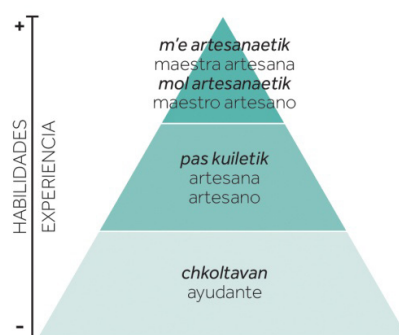 +
m'e artesanaetik
maestra artesana
mol artesanaetik
maestro artesano
HABILIDADES
EXPERIENCIA
pas kuiletik
artesana
artesano
chkoltavan
ayudante
-